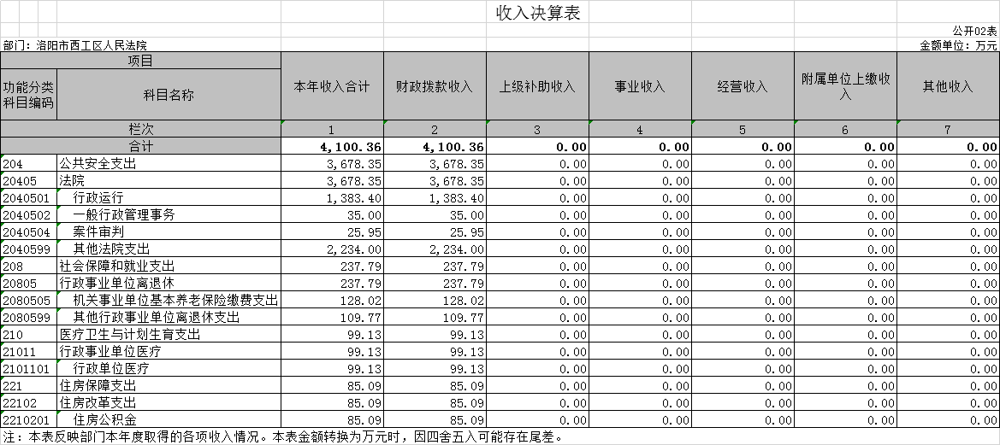 收入决算表
公开02表
部门：洛阳市西工区人民法院 金额单位：万元
项目 本年收入合计 财政拨款收入 上级补助收入 事业收入 经营收入 附属单位上缴收入 其他收入
功能分类科目编码 科目名称
栏次 1 2 3 4 5 6 7
合计 4,100.36 4,100.36 0.00 0.00 0.00 0.00 0.00
204 公共安全支出 3,678.35 3,678.35 0.00 0.00 0.00 0.00 0.00
20405 法院 3,678.35 3,678.35 0.00 0.00 0.00 0.00 0.00
2040501 行政运行 1,383.40 1,383.40 0.00 0.00 0.00 0.00 0.00
2040502 一般行政管理事务 35.00 35.00 0.00 0.00 0.00 0.00 0.00
2040504 案件审判 25.95 25.95 0.00 0.00 0.00 0.00 0.00
2040599 其他法院支出 2,234.00 2,234.00 0.00 0.00 0.00 0.00 0.00
208 社会保障和就业支出 237.79 237.79 0.00 0.00 0.00 0.00 0.00
20805 行政事业单位离退休 237.79 237.79 0.00 0.00 0.00 0.00 0.00
2080505 机关事业单位基本养老保险缴费支出 128.02 128.02 0.00 0.00 0.00 0.00 0.00
2080599 其他行政事业单位离退休支出 109.77 109.77 0.00 0.00 0.00 0.00 0.00
210 医疗卫生与计划生育支出 99.13 99.13 0.00 0.00 0.00 0.00 0.00
21011 行政事业单位医疗 99.13 99.13 0.00 0.00 0.00 0.00 0.00
2101101 行政单位医疗 99.13 99.13 0.00 0.00 0.00 0.00 0.00
221 住房保障支出 85.09 85.09 0.00 0.00 0.00 0.00 0.00
22102 住房改革支出 85.09 85.09 0.00 0.00 0.00 0.00 0.00
2210201 住房公积金 85.09 85.09 0.00 0.00 0.00 0.00 0.00
注：本表反映部门本年度取得的各项收入情况。本表金额转换为万元时，因四舍五入可能存在尾差。